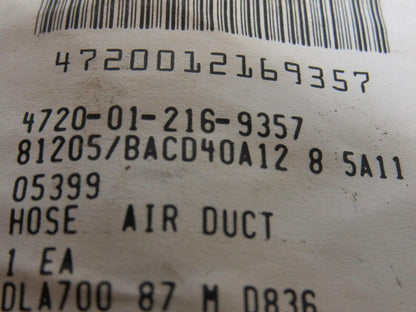 4720012169357
4720-01-216-9357
81205/BACD40A12 8 5A11
05399
HOSE AIR DUCT
1 EA
DLA700 87 M D836